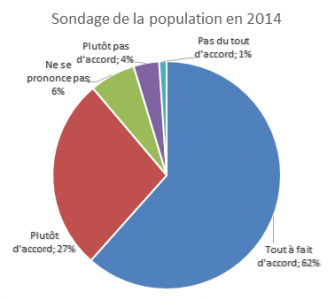 Sondage de la population en 2014
Plutôt pas
d'accord; 4%
Pas du tout
d'accord; 1%
Ne se
prononce pas;
6%
Plutôt
d'accord; 27%
Tout à fait
d'accord; 62%